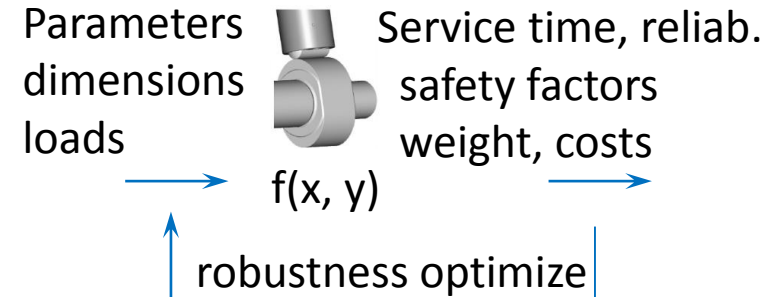 Parameters
dimensions
loads
Service time, reliab.
safety factors
weight, costs
f(x, y)
robustness optimize